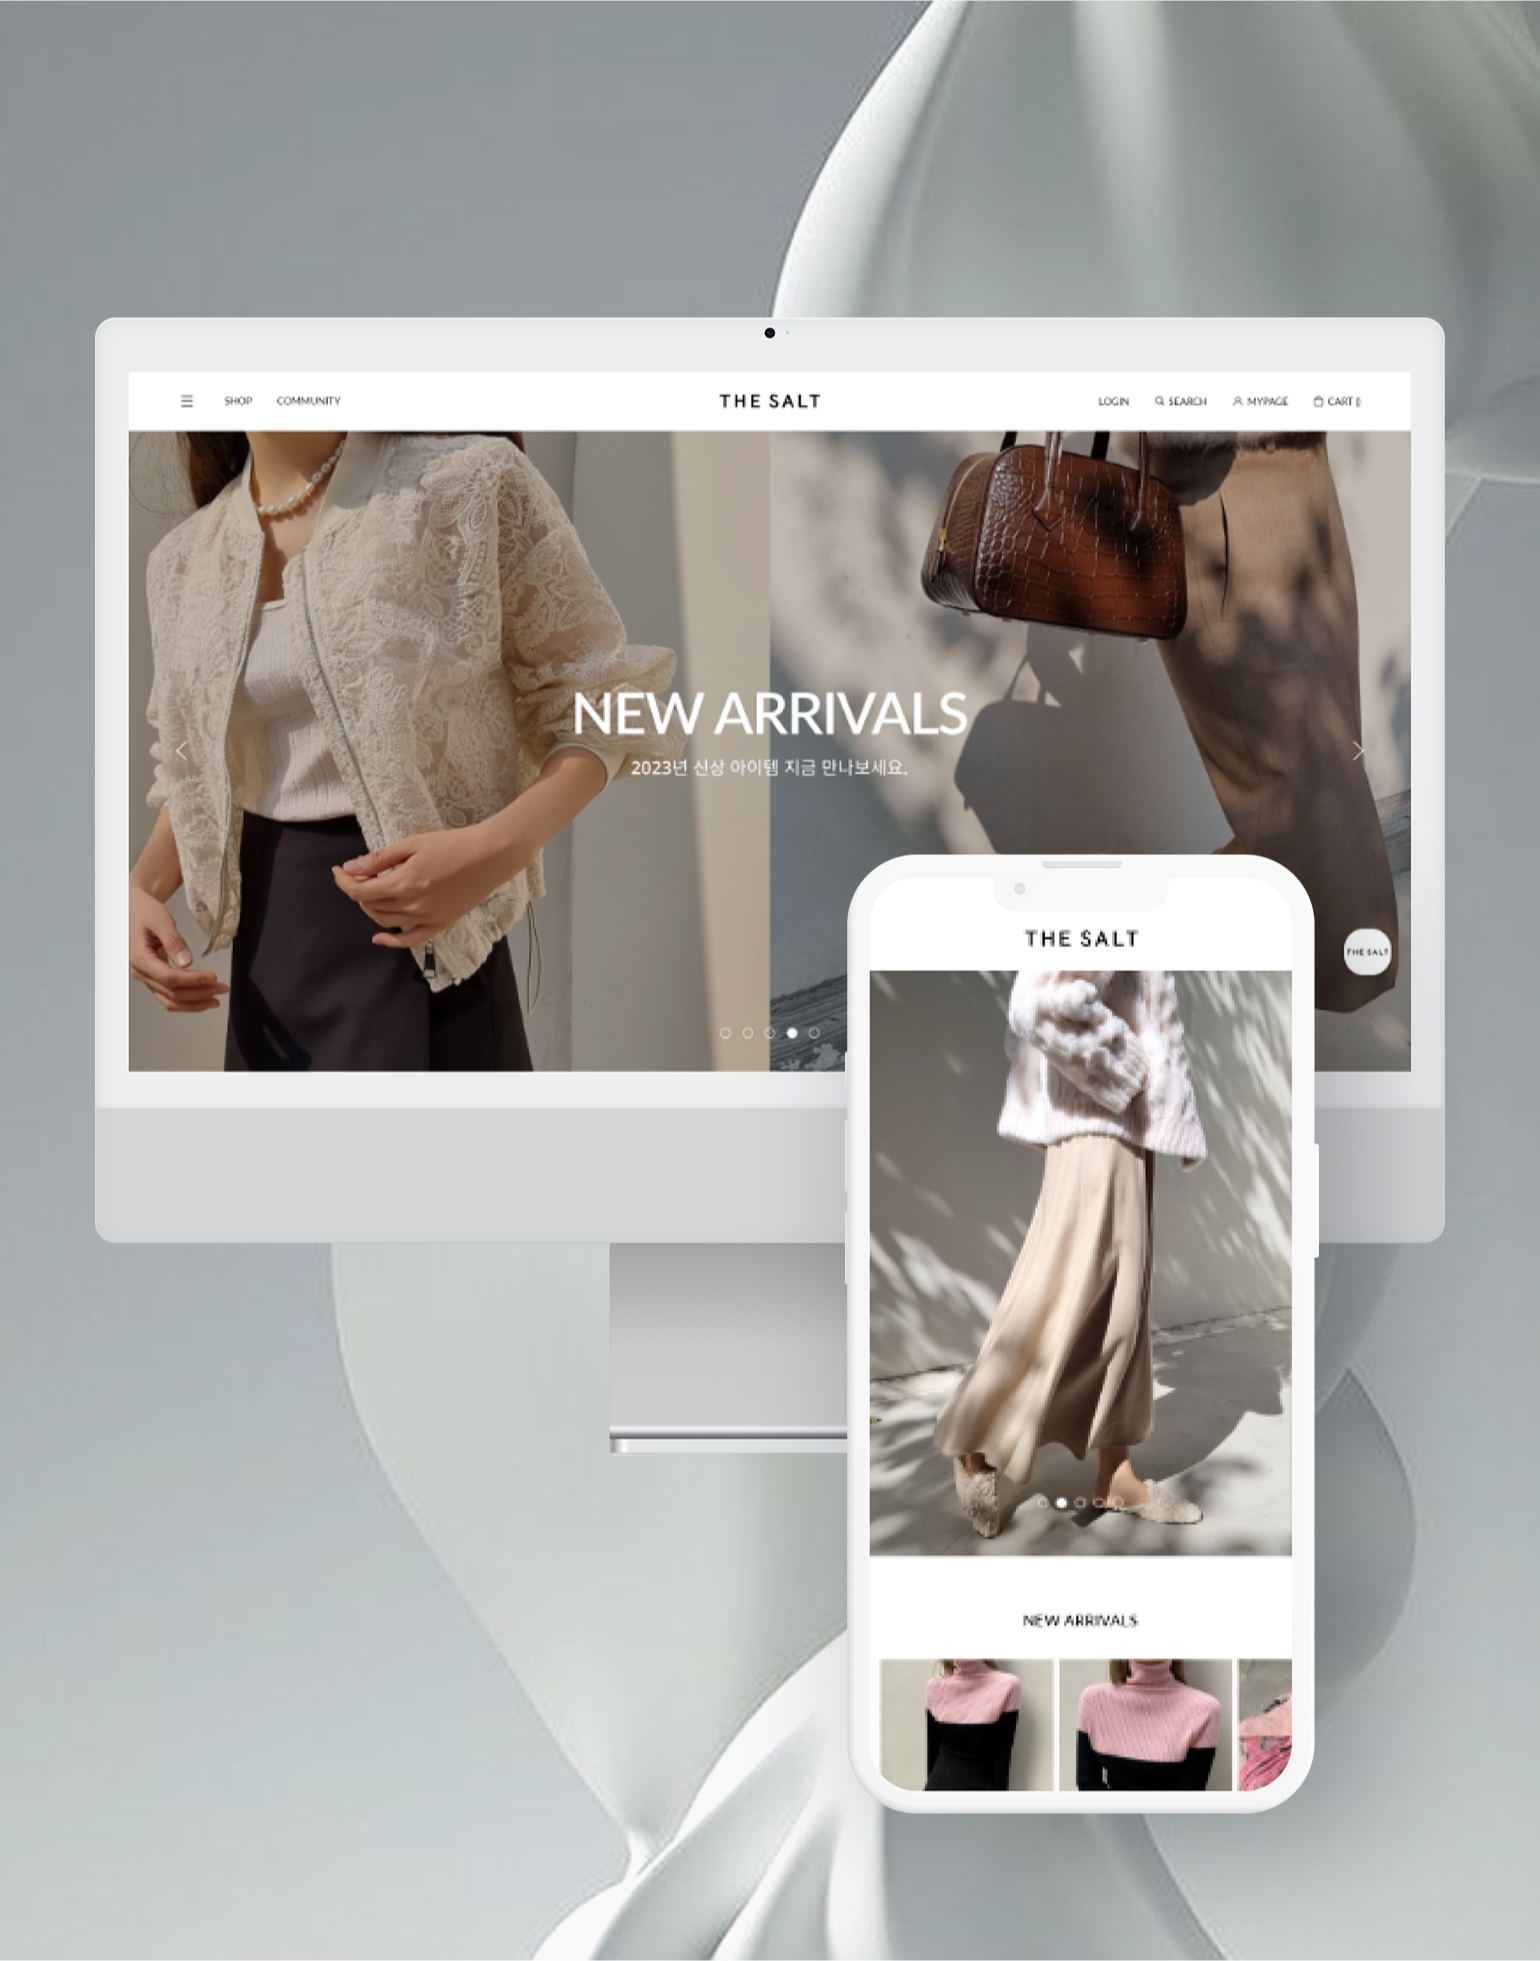 SHOP COMMUNITY THE SALT LOGIN SEARCH MYPAGE CART 0
NEW ARRIVALS
2023년 신상 아이템 지금 만나보세요.
THE SALT
THE SALT
NEW ARRIVALS